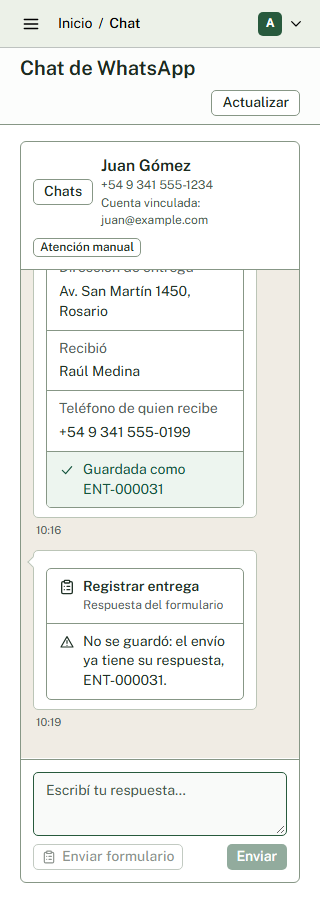 Inicio / Chat
A
Chat de WhatsApp
Actualizar
Chats
Juan Gómez
+54 9 341 555-1234
Cuenta vinculada:
juan@example.com
Atención manual
Dirección de entrega
Av. San Martín 1450,
Rosario
Recibió
Raúl Medina
Teléfono de quien recibe
+54 9 341 555-0199
Guardada como
ENT-000031
10:16
Registrar entrega
Respuesta del formulario
No se guardó: el envío
ya tiene su respuesta,
ENT-000031.
10:19
Escribí tu respuesta...
Enviar formulario
Enviar